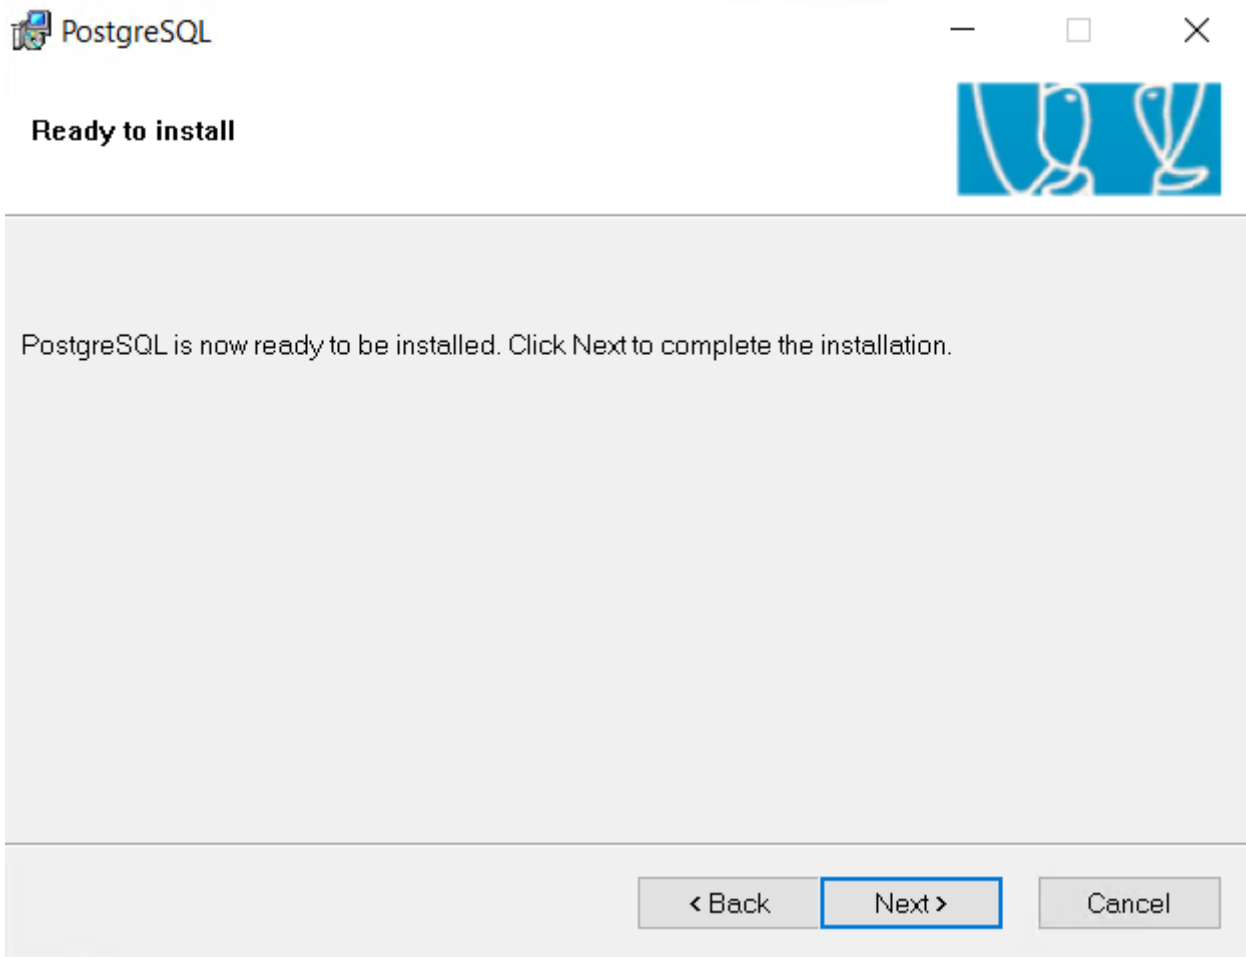 PostgreSQL
Ready to install
PostgreSQL is now ready to be installed. Click Next to complete the installation.
< Back
Next >
Cancel